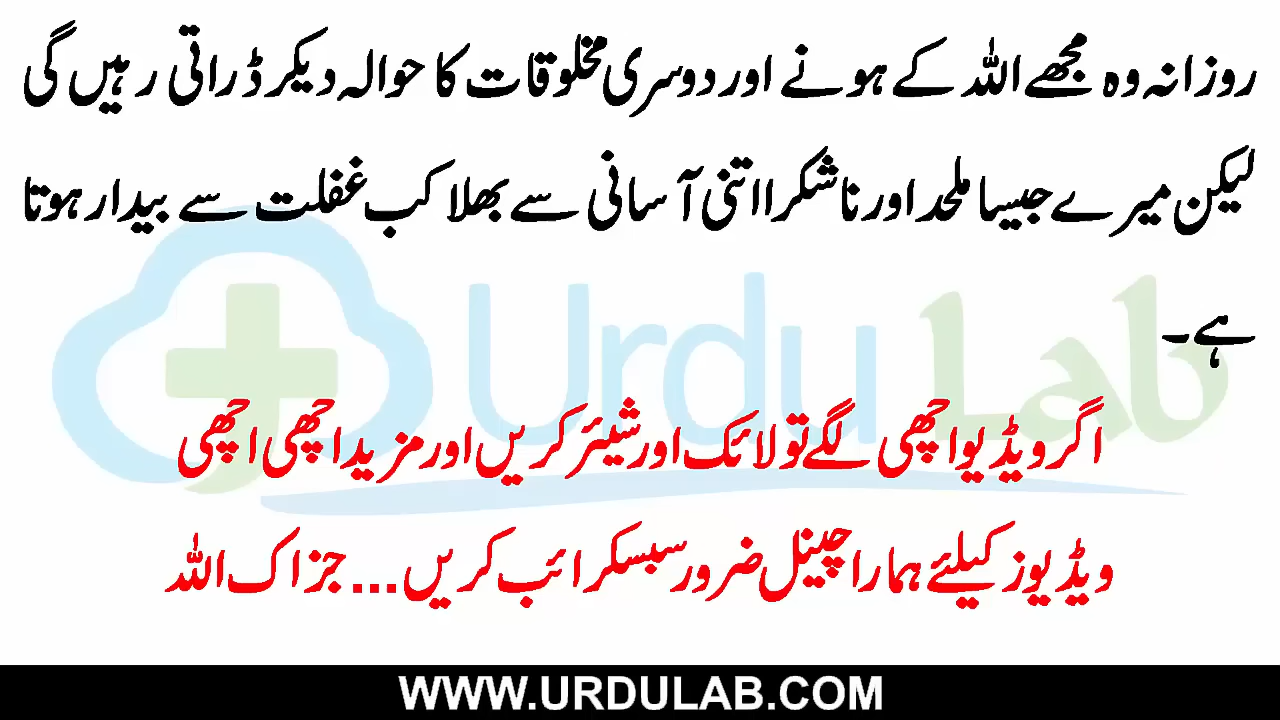 روزانہ وہ مجھے اللہ کے ہونے اور دوسری مخلوقات کا حوالہ دیکر ڈراتی رہیں گی
لیکن میرے جیسا ملحد اور ناشکرا اتنی آسانی سے بھلا کب غفلت سے بیدار ہوتا
ہے۔
Urdu Lab
اگر ویڈیو اچھی لگے تو لائک اور شیئر کریں اور مزید اچھی اچھی
ویڈیوز کیلئے ہمارا چینل ضرور سبسکرائب کریں... جزاک اللہ
WWW.URDULAB.COM